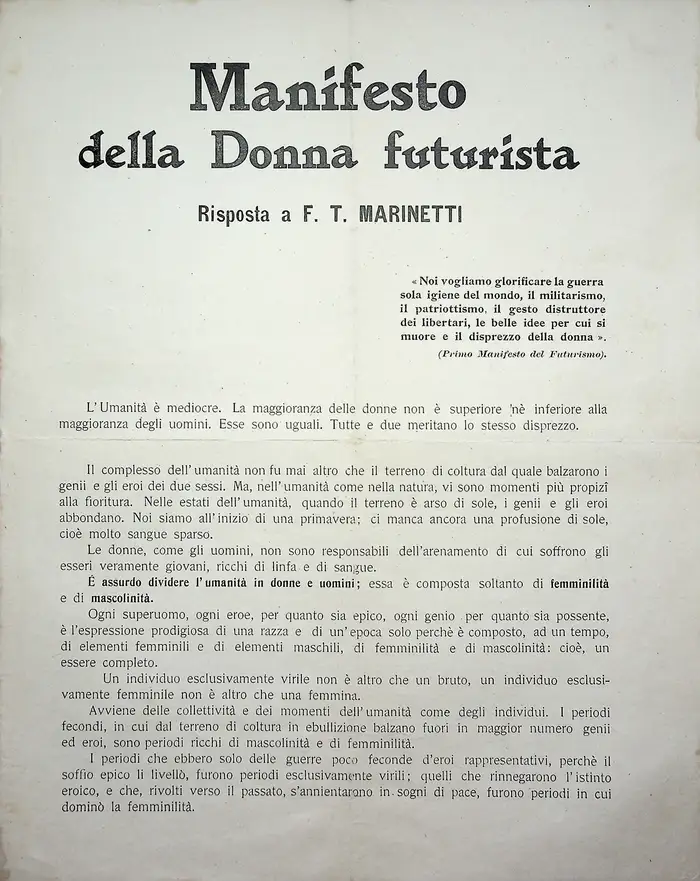 Manifesto
della Donna futurista
Risposta a F. T. MARINETTI
« Noi vogliamo glorificare la guerra
sola igiene del mondo, il militarismo,
il patriottismo, il gesto distruttore
dei libertari, le belle idee per cui si
muore e il disprezzo della donna ».
(Primo Manifesto del Futurismo).
L'Umanità è mediocre. La maggioranza delle donne non è superiore 'nè inferiore alla
maggioranza degli uomini. Esse sono uguali. Tutte e due meritano lo stesso disprezzo.
Il complesso dell'umanità non fu mai altro che il terreno di coltura dal quale balzarono i
genii e gli eroi dei due sessi. Ma, nell'umanità come nella natura, vi sono momenti più propizî
alla fioritura. Nelle estati dell'umanità, quando il terreno è arso di sole, i genii e gli eroi
abbondano. Noi siamo all'inizio di una primavera; ci manca ancora una profusione di sole,
cioè molto sangue sparso.
Le donne, come gli uomini, non sono responsabili dell'arenamento di cui soffrono gli
esseri veramente giovani, ricchi di linfa e di sangue.
É assurdo dividere l'umanità in donne e uomini; essa è composta soltanto di femminilità
e di mascolinità.
Ogni superuomo, ogni eroe, per quanto sia epico, ogni genio per quanto sia possente,
è l'espressione prodigiosa di una razza e di un'epoca solo perchè è composto, ad un tempo,
di elementi femminili e di elementi maschili, di femminilità e di mascolinità: cioè, un
essere completo.
Un individuo esclusivamente virile non è altro che un bruto, un individuo esclusi-
vamente femminile non è altro che una femmina.
Avviene delle collettività e dei momenti dell'umanità come degli individui. I periodi
fecondi, in cui dal terreno di coltura in ebullizione balzano fuori in maggior numero genii
ed eroi, sono periodi ricchi di mascolinità e di femminilità.
I periodi che ebbero solo delle guerre poco feconde d'eroi rappresentativi, perchè il
soffio epico li livellò, furono periodi esclusivamente virili; quelli che rinnegarono l'istinto
eroico, e che, rivolti verso il passato, s'annientarono in sogni di pace, furono periodi in cui
dominò la femminilità.